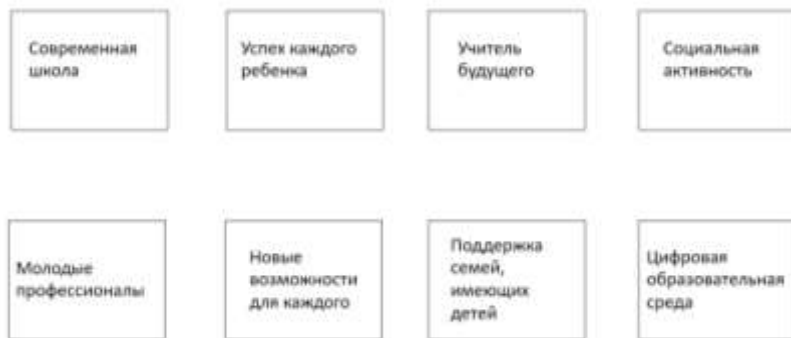 Современная
школа
Успех каждого
ребенка
Учитель
будущего
Социальная
активность
Молодые
профессионалы
Новые
возможности
для каждого
Поддержка
семей,
имеющих
детей
Цифровая
образовательная
среда